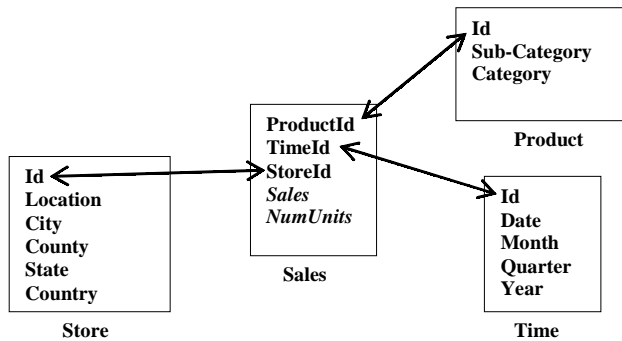 Id
Sub-Category
Category
Product
ProductId
TimeId
StoreId
Sales
NumUnits
Sales
Id
Location
City
County
State
Country
Store
Id
Date
Month
Quarter
Year
Time